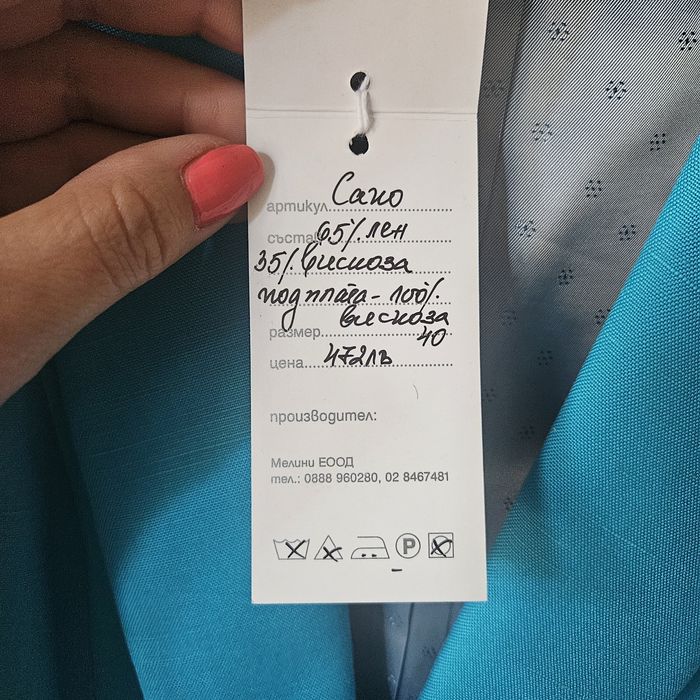 артикул Сако
състав 65% лен
35% вискоза
подплата - 100%
вискоза
размер 40
цена 472лв
производител:
Мелини ЕООД
тел.: 0888 960280, 02 8467481
P